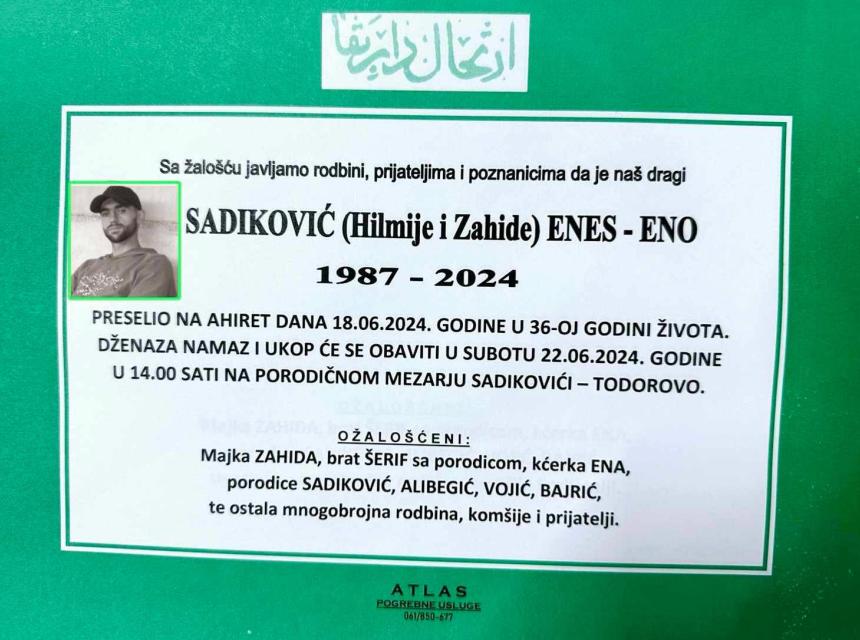 ارتحال دار بقا
Sa žalošću javljamo rodbini, prijateljima i poznanicima da je naš dragi
SADIKOVIĆ (Hilmije i Zahide) ENES - ENO
1987 - 2024
PRESELIO NA AHIRET DANA 18.06.2024. GODINE U 36-OJ GODINI ŽIVOTA.
DŽENAZA NAMAZ I UKOP ĆE SE OBAVITI U SUBOTU 22.06.2024. GODINE
U 14.00 SATI NA PORODIČNOM MEZARJU SADIKOVIĆI – TODOROVO.
OŽALOŠĆENI:
Majka ZAHIDA, brat ŠERIF sa porodicom, kćerka ENA,
porodice SADIKOVIĆ, ALIBEGIĆ, VOJIĆ, BAJRIĆ,
te ostala mnogobrojna rodbina, komšije i prijatelji.
ATLAS
POGREBNE USLUGE
061/850-677